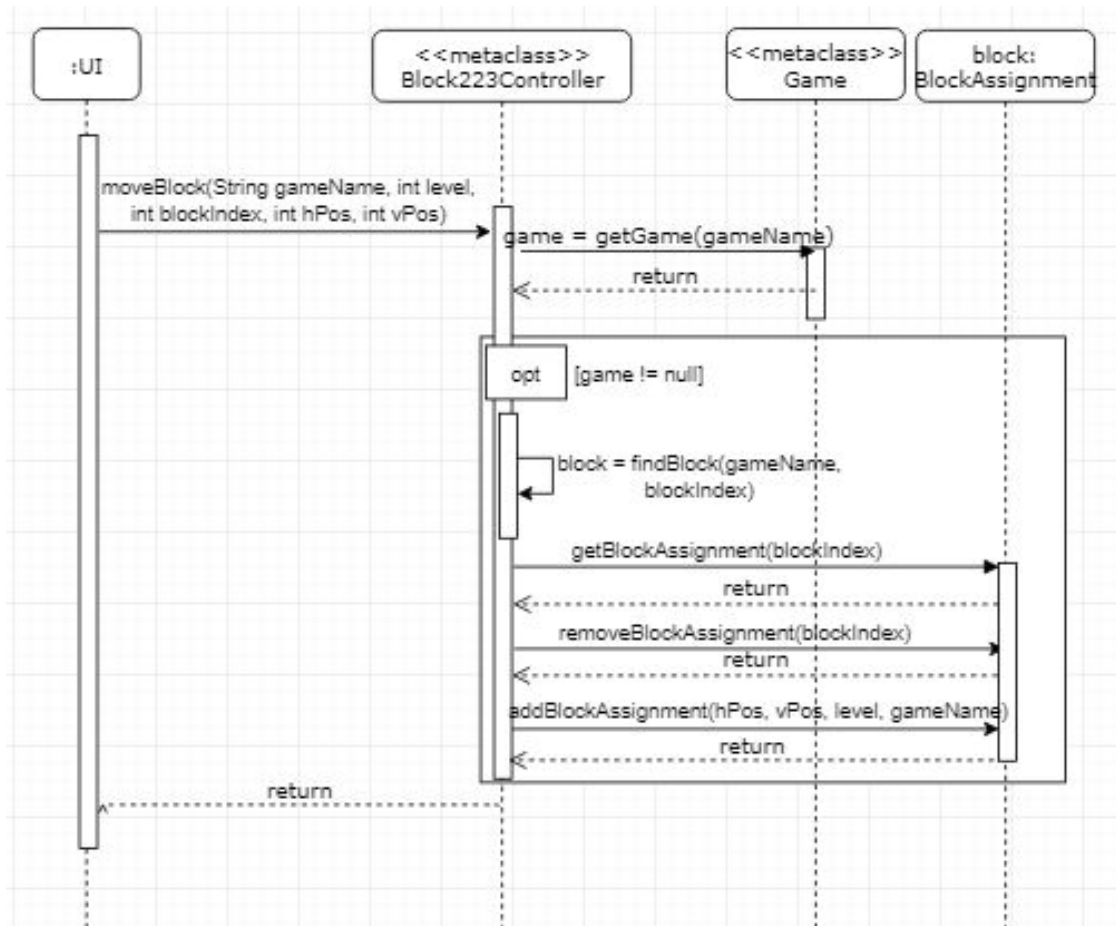 :UI
<<metaclass>>
Block223Controller
<<metaclass>>
Game
block:
BlockAssignment
moveBlock(String gameName, int level,
int blockIndex, int hPos, int vPos)
game = getGame(gameName)
return
opt
[game != null]
block = findBlock(gameName,
blockIndex)
getBlockAssignment(blockIndex)
return
removeBlockAssignment(blockIndex)
return
addBlockAssignment(hPos, vPos, level, gameName)
return
return